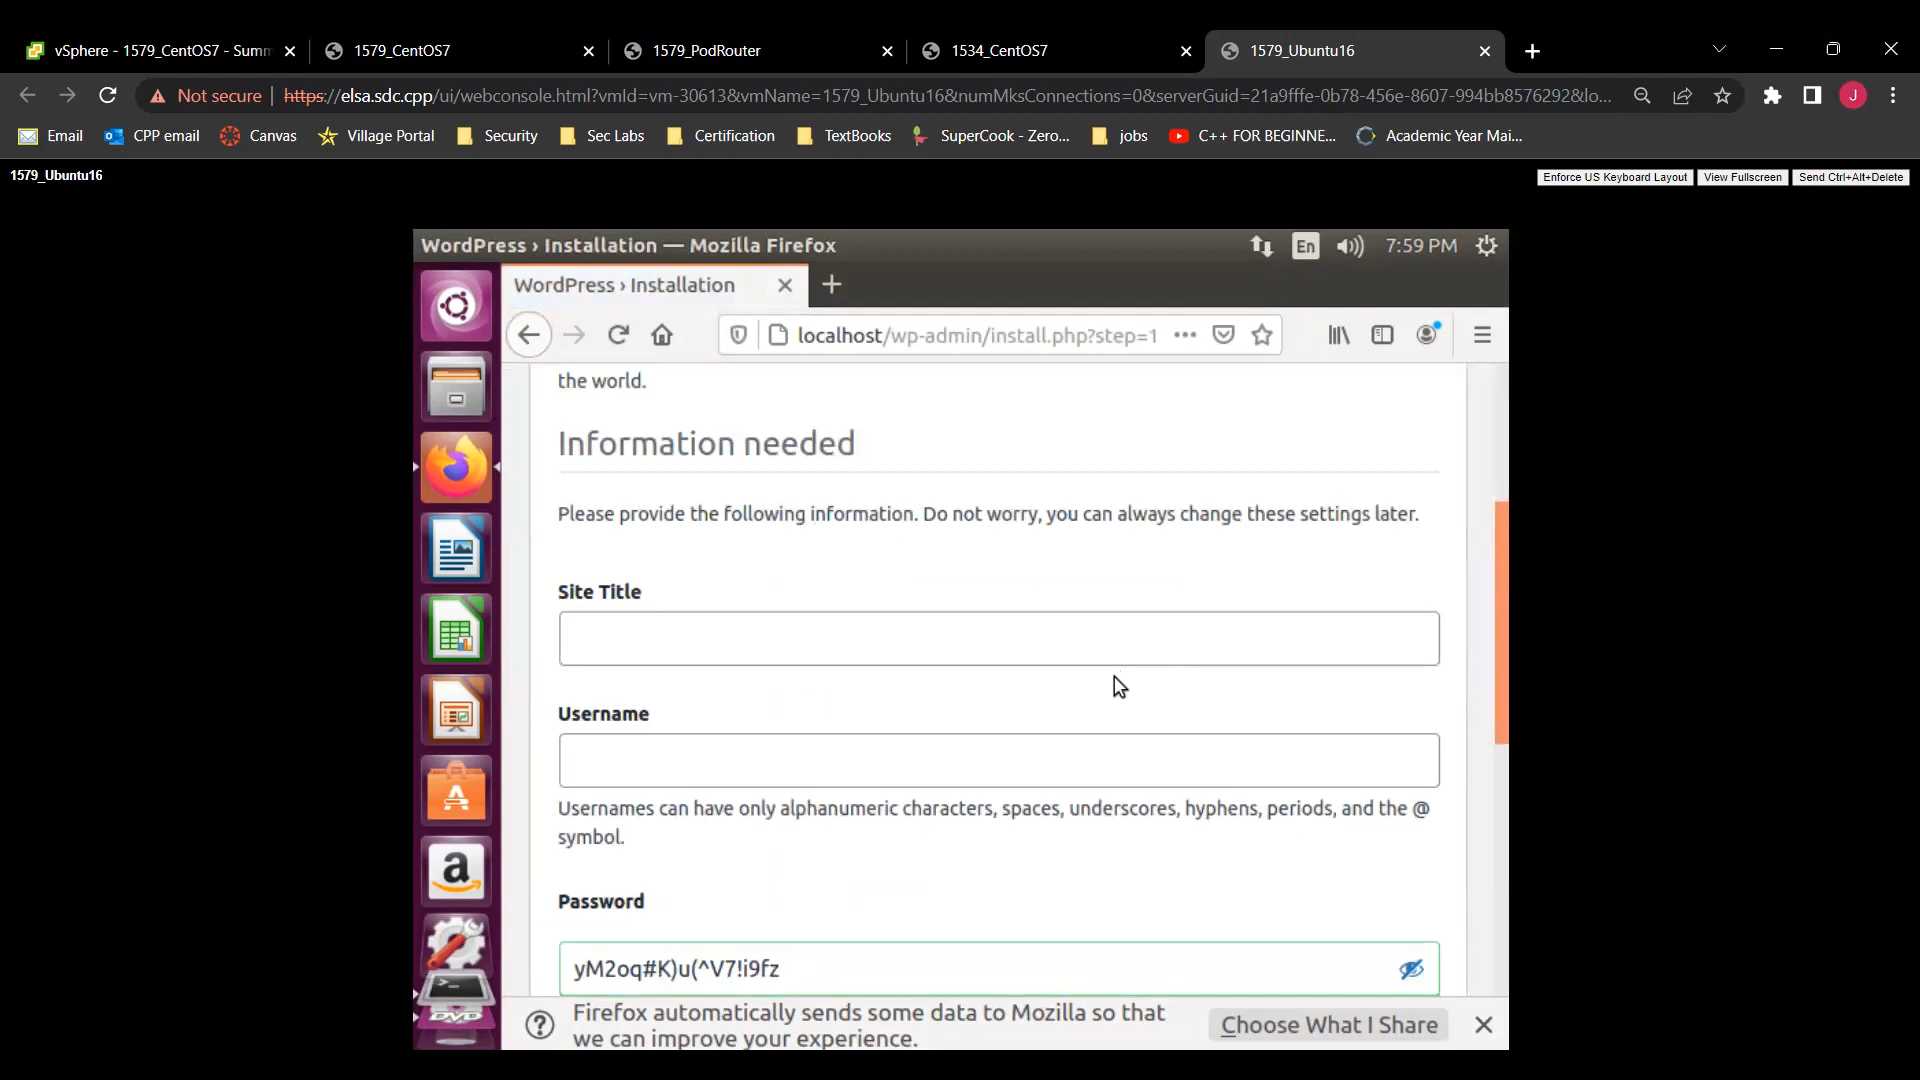 vSphere - 1579_CentOS7 - Summ
1579_CentOS7
1579_PodRouter
1534_CentOS7
1579_Ubuntu16
Not secure
https://elsa.sdc.cpp/ui/webconsole.html?vmId=vm-30613&vmName=1579_Ubuntu16&numMksConnections=0&serverGuid=21a9fffe-0b78-456e-8607-994bb8576292&lo...
J
Email
CPP email
Canvas
Village Portal
Security
Sec Labs
Certification
TextBooks
SuperCook - Zero...
jobs
C++ FOR BEGINNE...
Academic Year Mai...
1579_Ubuntu16
Enforce US Keyboard Layout
View Fullscreen
Send Ctrl+Alt+Delete
WordPress › Installation — Mozilla Firefox
En
7:59 PM
WordPress › Installation
localhost/wp-admin/install.php?step=1
the world.
Information needed
Please provide the following information. Do not worry, you can always change these settings later.
Site Title
Username
Usernames can have only alphanumeric characters, spaces, underscores, hyphens, periods, and the @
symbol.
Password
yM2oq#K)u(^V7!i9fz
Firefox automatically sends some data to Mozilla so that
we can improve your experience.
Choose What I Share